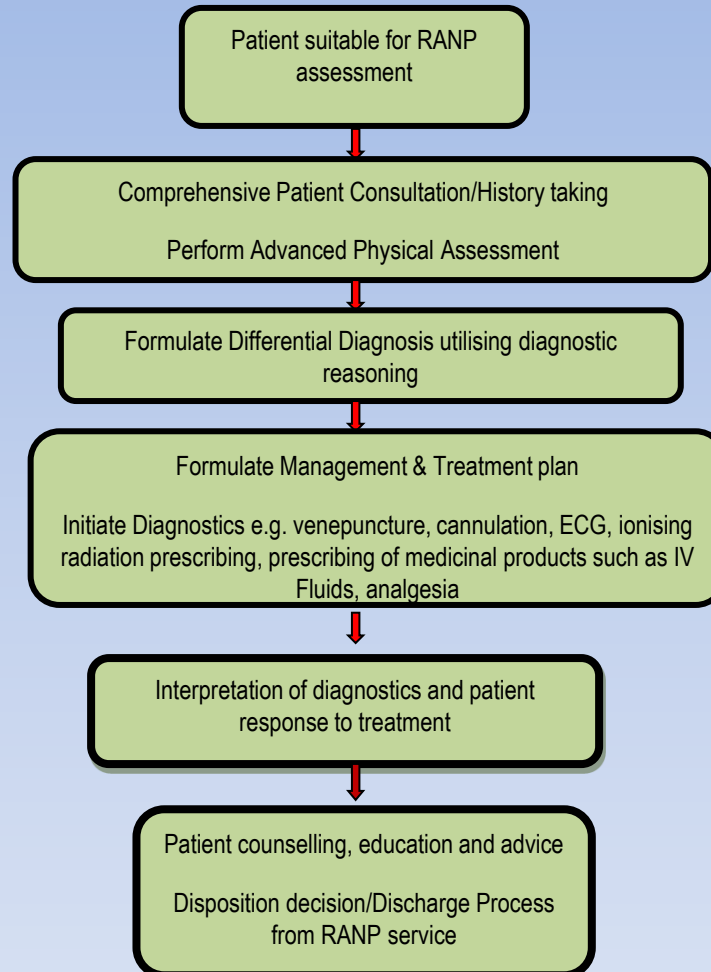 Patient suitable for RANP
assessment
Comprehensive Patient Consultation/History taking
Perform Advanced Physical Assessment
Formulate Differential Diagnosis utilising diagnostic
reasoning
Formulate Management & Treatment plan
Initiate Diagnostics e.g. venepuncture, cannulation, ECG, ionising
radiation prescribing, prescribing of medicinal products such as IV
Fluids, analgesia
Interpretation of diagnostics and patient
response to treatment
Patient counselling, education and advice
Disposition decision/Discharge Process
from RANP service